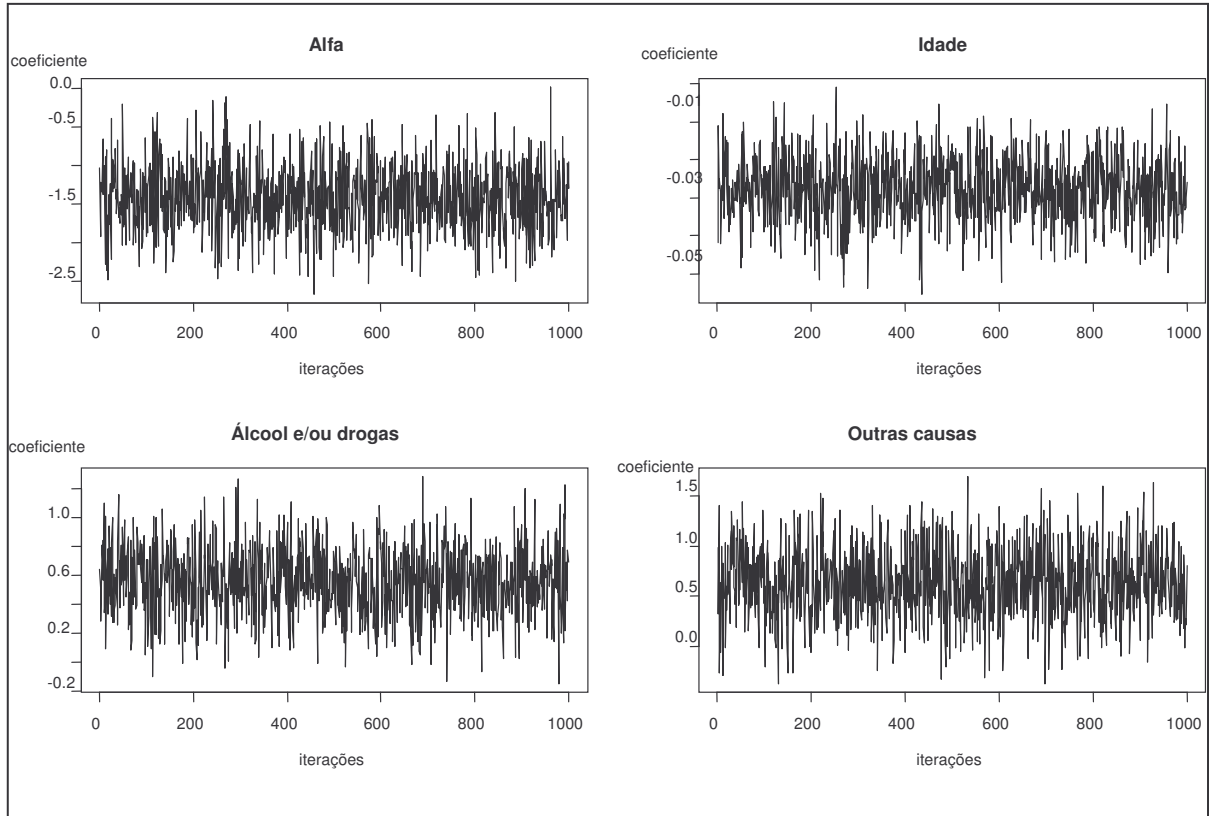 Alfa
coeficiente
0.0
-0.5
-1.5
-2.5
0 200 400 600 800 1000
iterações
Idade
coeficiente
-0.01
-0.03
-0.05
0 200 400 600 800 1000
iterações
Álcool e/ou drogas
coeficiente
1.0
0.6
0.2
-0.2
0 200 400 600 800 1000
iterações
Outras causas
coeficiente
1.5
1.0
0.5
0.0
0 200 400 600 800 1000
iterações